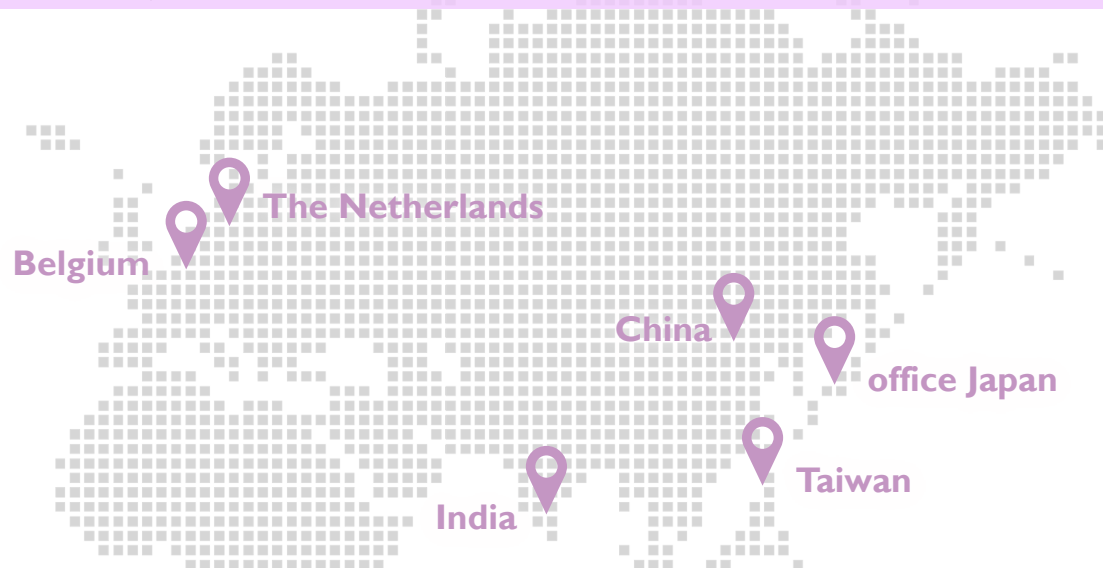 The Netherlands
Belgium
China
office Japan
Taiwan
India